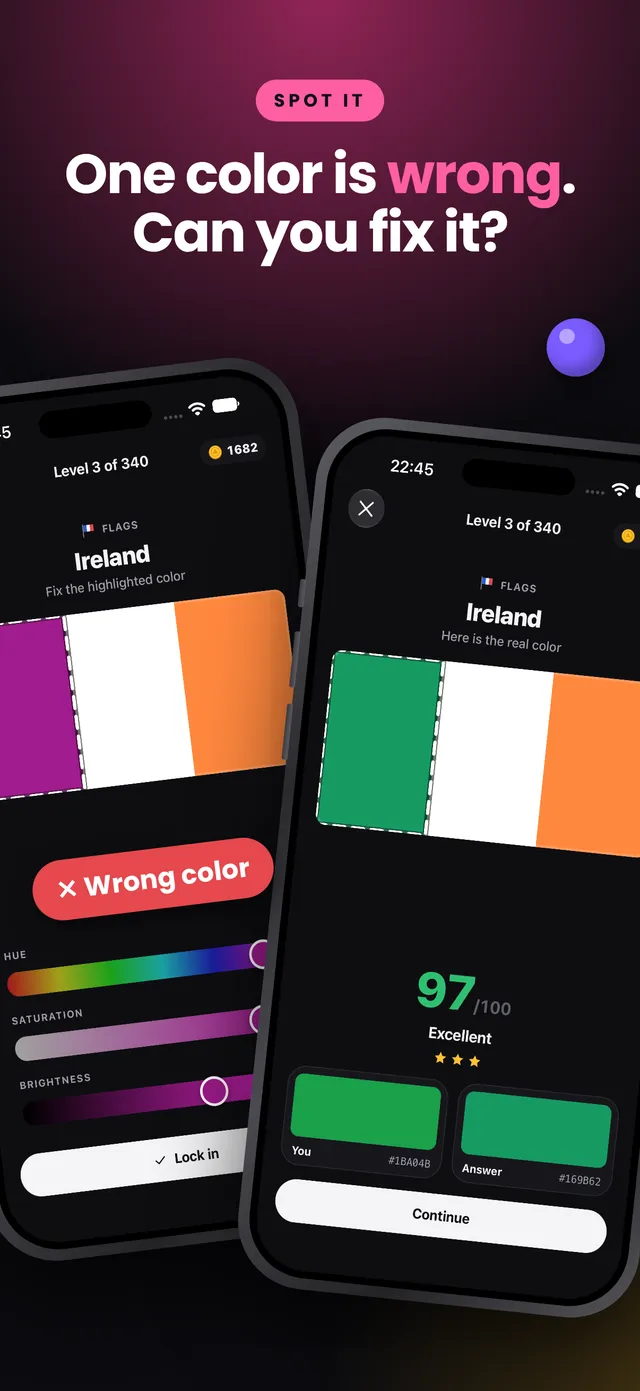 SPOT IT
One color is wrong.
Can you fix it?
Level 3 of 340
1682
FLAGS
Ireland
Fix the highlighted color
× Wrong color
HUE
SATURATION
BRIGHTNESS
✓ Lock in
22:45
Level 3 of 340
FLAGS
Ireland
Here is the real color
97/100
Excellent
You
#1BA04B
Answer
#169B62
Continue